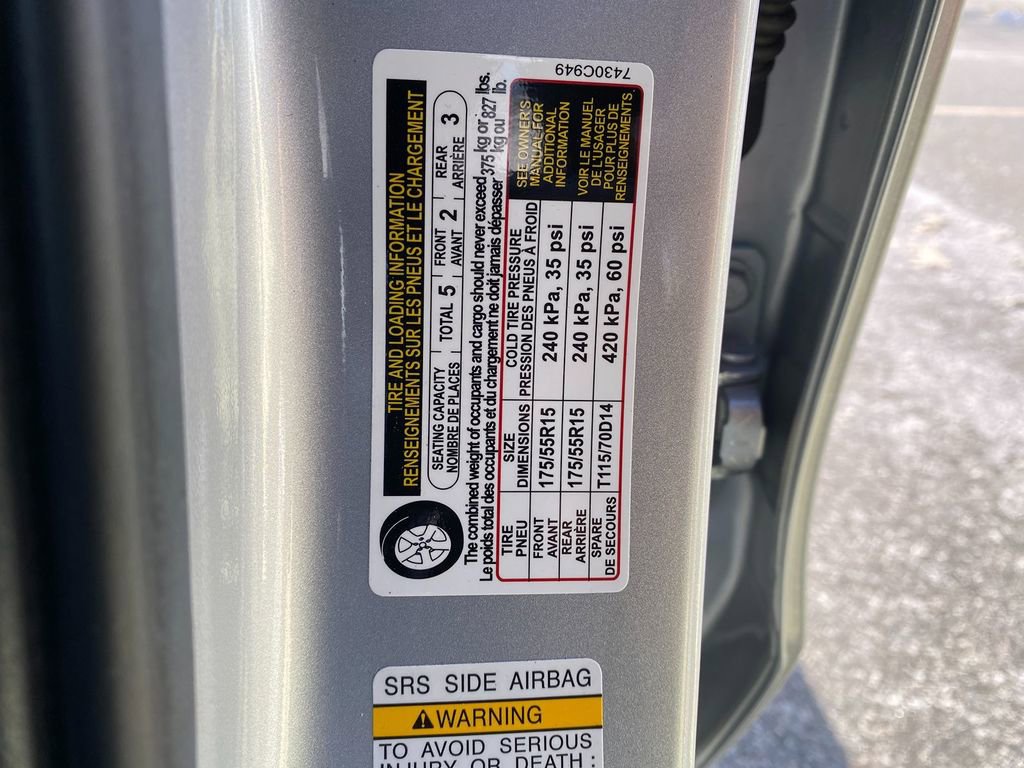 TIRE AND LOADING INFORMATION
RENSEIGNEMENTS SUR LES PNEUS ET LE CHARGEMENT
SEATING CAPACITY
NOMBRE DE PLACES
TOTAL 5
FRONT
AVANT 2
REAR
ARRIÈRE 3
The combined weight of occupants and cargo should never exceed 375 kg or 827 lbs.
Le poids total des occupants et du chargement ne doit jamais dépasser kg ou lb.
TIRE
PNEU
SIZE
DIMENSIONS
COLD TIRE PRESSURE
PRESSION DES PNEUS À FROID
FRONT
AVANT
175/55R15
240 kPa, 35 psi
REAR
ARRIÈRE
175/55R15
240 kPa, 35 psi
SPARE
DE SECOURS
T115/70D14
420 kPa, 60 psi
SEE OWNER'S
MANUAL FOR
ADDITIONAL
INFORMATION
VOIR LE MANUEL
DE L'USAGER
POUR PLUS DE
RENSEIGNEMENTS.
7430C949
SRS SIDE AIRBAG
WARNING
TO AVOID SERIOUS
INJURY OR DEATH: